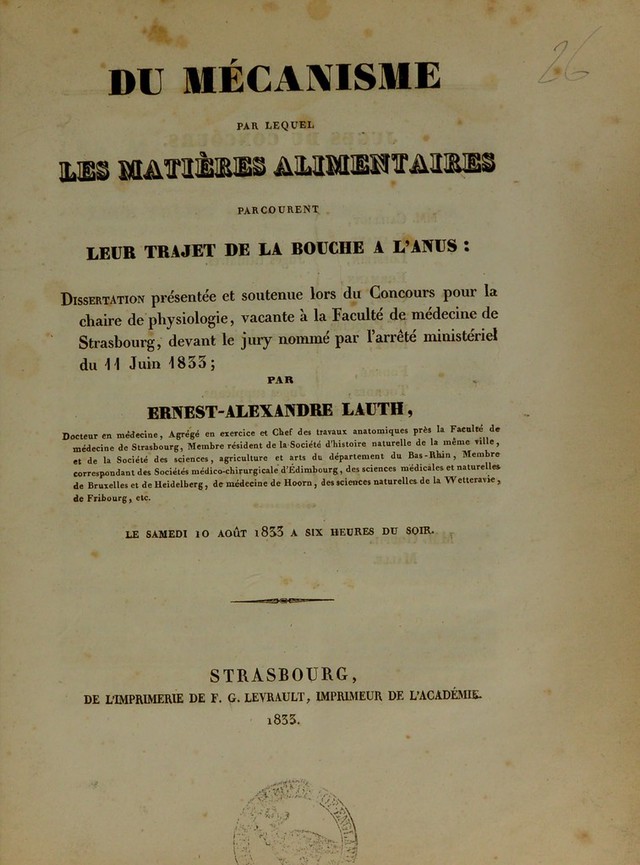 26
DU MÉCANISME
PAR LEQUEL
LES MATIÈRES ALIMENTAIRES
PARCOURENT
LEUR TRAJET DE LA BOUCHE A L'ANUS :
DISSERTATION présentée et soutenue lors du Concours pour la
chaire de physiologie, vacante à la Faculté de médecine de
Strasbourg, devant le jury nommé par l'arrêté ministériel
du 11 Juin 1833;
PAR
ERNEST-ALEXANDRE LAUTH,
Docteur en médecine, Agrégé en exercice et Chef des travaux anatomiques près la Faculté de
médecine de Strasbourg, Membre résident de la Société d'histoire naturelle de la même ville,
et de la Société des sciences, agriculture et arts du département du Bas-Rhin, Membre
correspondant des Sociétés médico-chirurgicale d'Édimbourg, des sciences médicales et naturelles
de Bruxelles et de Heidelberg, de médecine de Hoorn, des sciences naturelles de la Wetteravie,
de Fribourg, etc.
LE SAMEDI 10 AOÛT 1833 A SIX HEURES DU SOIR.
STRASBOURG,
DE L'IMPRIMERIE DE F. G. LEVRAULT, IMPRIMEUR DE L'ACADÉMIE.
1833.